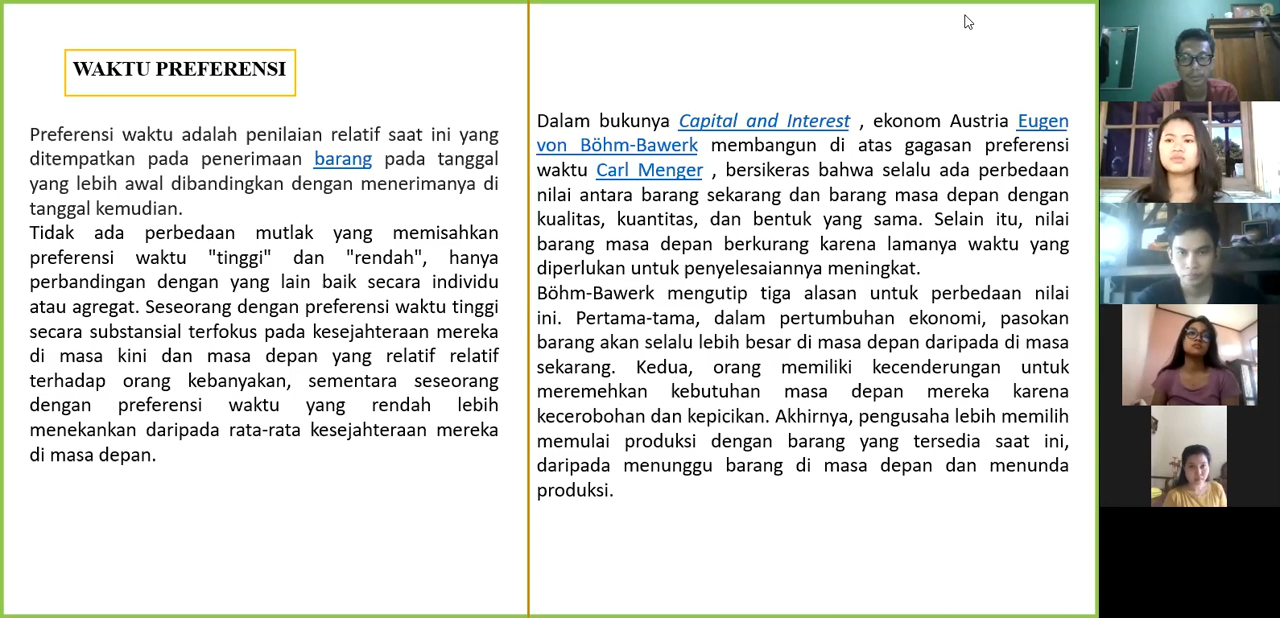 WAKTU PREFERENSI
Preferensi waktu adalah penilaian relatif saat ini yang
ditempatkan pada penerimaan barang pada tanggal
yang lebih awal dibandingkan dengan menerimanya di
tanggal kemudian.
Tidak ada perbedaan mutlak yang memisahkan
preferensi waktu "tinggi" dan "rendah", hanya
perbandingan dengan yang lain baik secara individu
atau agregat. Seseorang dengan preferensi waktu tinggi
secara substansial terfokus pada kesejahteraan mereka
di masa kini dan masa depan yang relatif relatif
terhadap orang kebanyakan, sementara seseorang
dengan preferensi waktu yang rendah lebih
menekankan daripada rata-rata kesejahteraan mereka
di masa depan.
Dalam bukunya Capital and Interest , ekonom Austria Eugen
von Böhm-Bawerk membangun di atas gagasan preferensi
waktu Carl Menger , bersikeras bahwa selalu ada perbedaan
nilai antara barang sekarang dan barang masa depan dengan
kualitas, kuantitas, dan bentuk yang sama. Selain itu, nilai
barang masa depan berkurang karena lamanya waktu yang
diperlukan untuk penyelesaiannya meningkat.
Böhm-Bawerk mengutip tiga alasan untuk perbedaan nilai
ini. Pertama-tama, dalam pertumbuhan ekonomi, pasokan
barang akan selalu lebih besar di masa depan daripada di masa
sekarang. Kedua, orang memiliki kecenderungan untuk
meremehkan kebutuhan masa depan mereka karena
kecerobohan dan kepicikan. Akhirnya, pengusaha lebih memilih
memulai produksi dengan barang yang tersedia saat ini,
daripada menunggu barang di masa depan dan menunda
produksi.